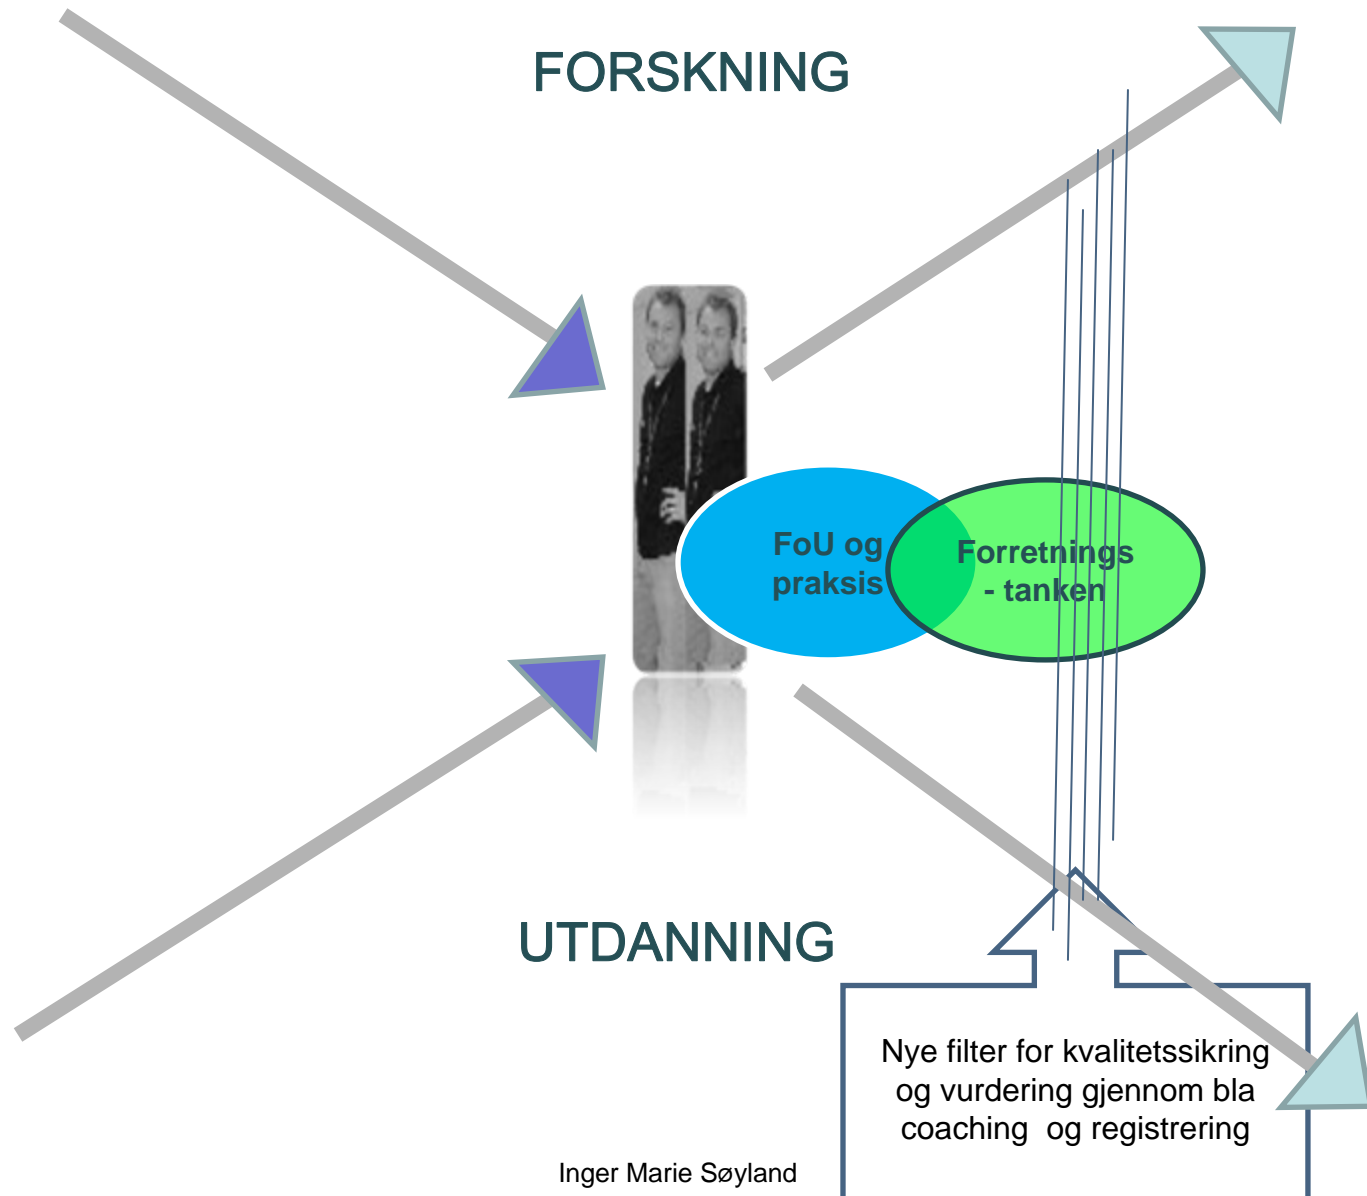 FORSKNING
FoU og
praksis
Forretnings
- tanken
UTDANNING
Nye filter for kvalitetssikring
og vurdering gjennom bla
coaching  og registrering
Inger Marie Søyland